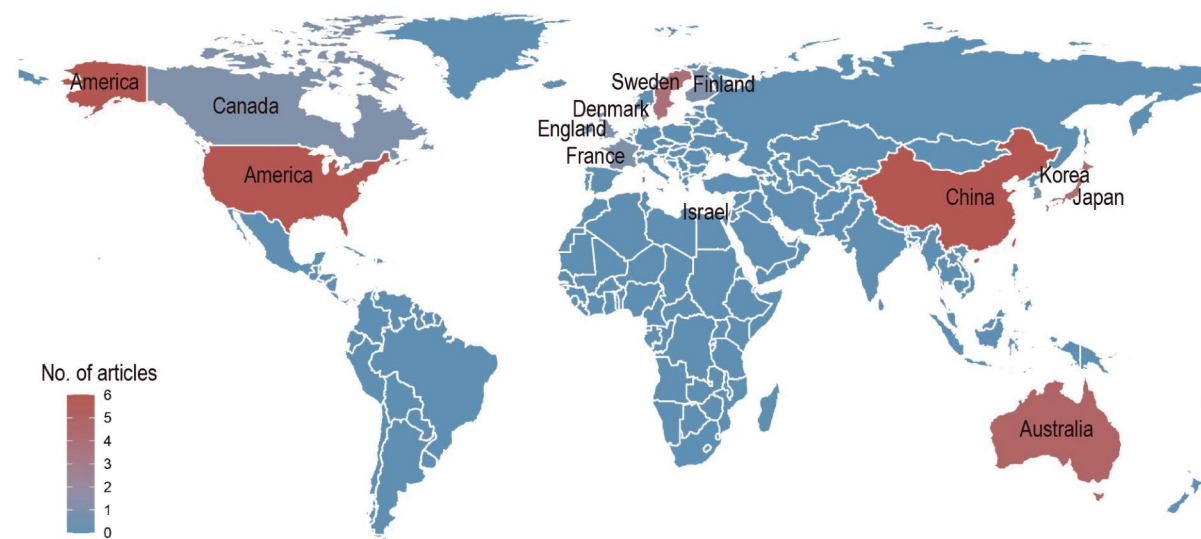 America
Canada
Sweden
Finland
Denmark
England
France
America
Israel
China
Korea
Japan
Australia
No. of articles
6
5
4
3
2
1
0